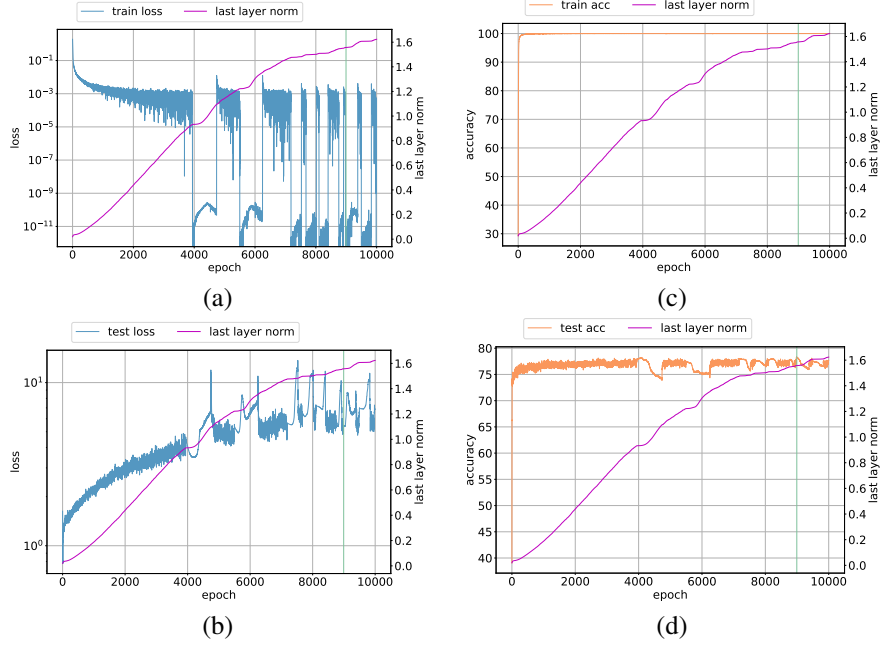 train loss last layer norm
10⁻¹
10⁻³
10⁻⁵
10⁻⁷
10⁻⁹
10⁻¹¹
loss
1.6
1.4
1.2
1.0
0.8
0.6
0.4
0.2
0.0
last layer norm
0 2000 4000 6000 8000 10000
epoch
(a)
train acc last layer norm
100
90
80
70
60
50
40
30
accuracy
1.6
1.4
1.2
1.0
0.8
0.6
0.4
0.2
0.0
last layer norm
0 2000 4000 6000 8000 10000
epoch
(c)
test loss last layer norm
10¹
10⁰
loss
1.6
1.4
1.2
1.0
0.8
0.6
0.4
0.2
0.0
last layer norm
0 2000 4000 6000 8000 10000
epoch
(b)
test acc last layer norm
80
75
70
65
60
55
50
45
40
accuracy
1.6
1.4
1.2
1.0
0.8
0.6
0.4
0.2
0.0
last layer norm
0 2000 4000 6000 8000 10000
epoch
(d)